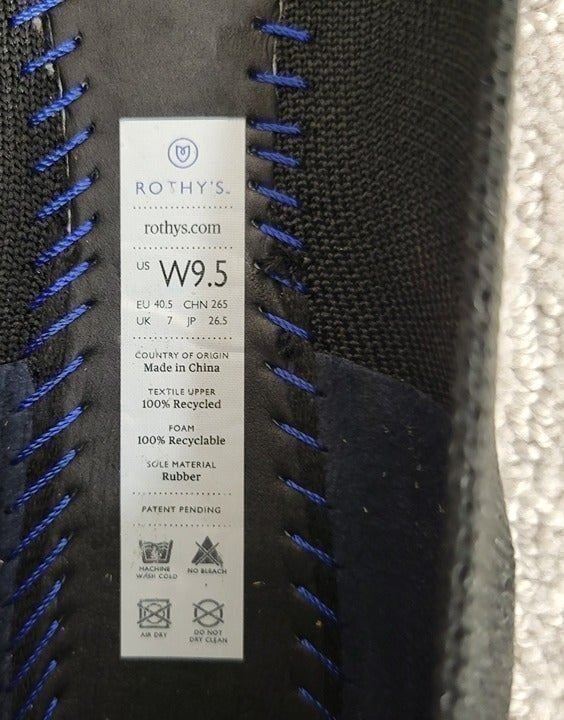 ROTHY'S™
rothys.com
US W9.5
EU 40.5 CHN 265
UK 7 JP 26.5
COUNTRY OF ORIGIN
Made in China
TEXTILE UPPER
100% Recycled
FOAM
100% Recyclable
SOLE MATERIAL
Rubber
PATENT PENDING
MACHINE WASH COLD
NO BLEACH
AIR DRY
DO NOT DRY CLEAN